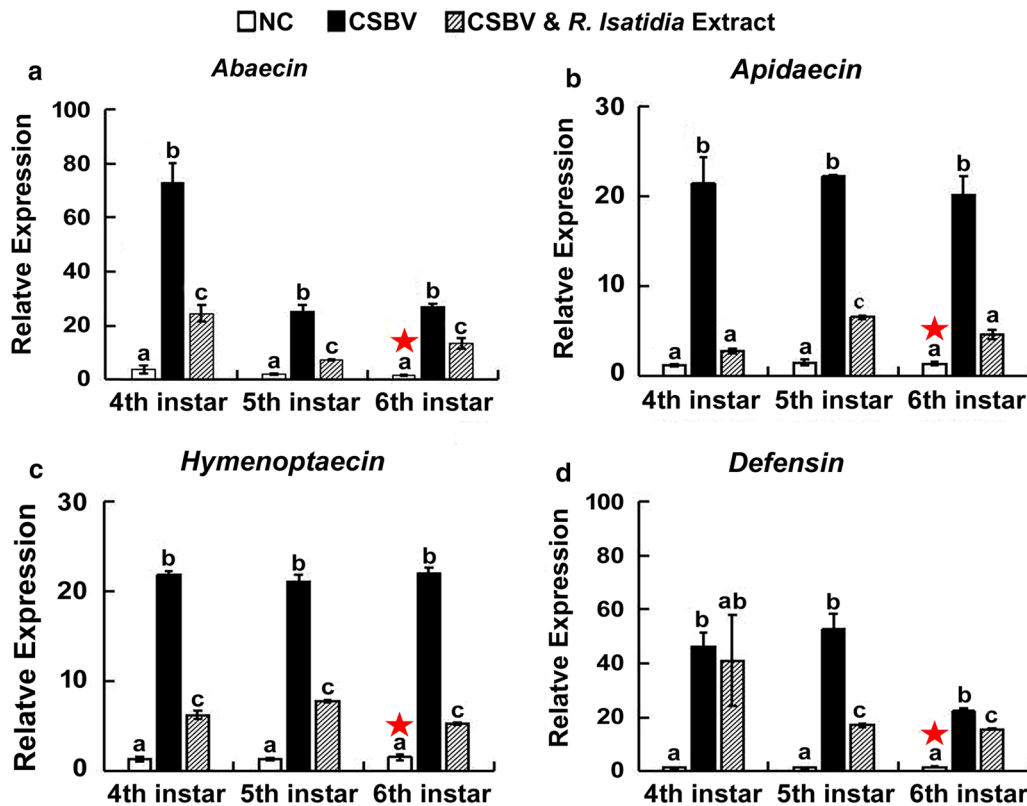 NC CSBV CSBV & R. Isatidia Extract
a Abaecin
Relatve Expression
100
80
60
40
20
0
a b c
a b c
a b c
4th instar 5th instar 6th instar
b Apidaecin
Relatve Expression
30
20
10
0
a b a
a b c
a b a
4th instar 5th instar 6th instar
c Hymenoptaecin
Relatve Expression
30
20
10
0
a b c
a b c
a b c
4th instar 5th instar 6th instar
d Defensin
Relatve Expression
100
80
60
40
20
0
a b ab
a b c
a b c
4th instar 5th instar 6th instar